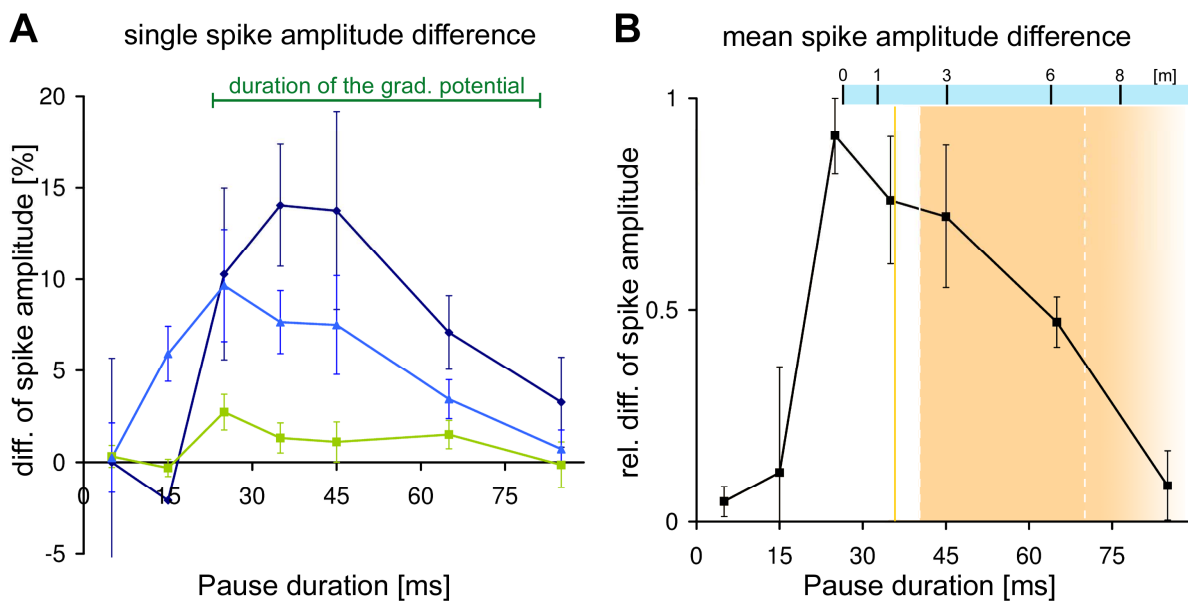 A
single spike amplitude difference
duration of the grad. potential
diff. of spike amplitude [%]
20
15
10
5
0
-5
0 15 30 45 60 75
Pause duration [ms]
B
mean spike amplitude difference
0 1 3 6 8 [m]
rel. diff. of spike amplitude
1
0.5
0
0 15 30 45 60 75
Pause duration [ms]